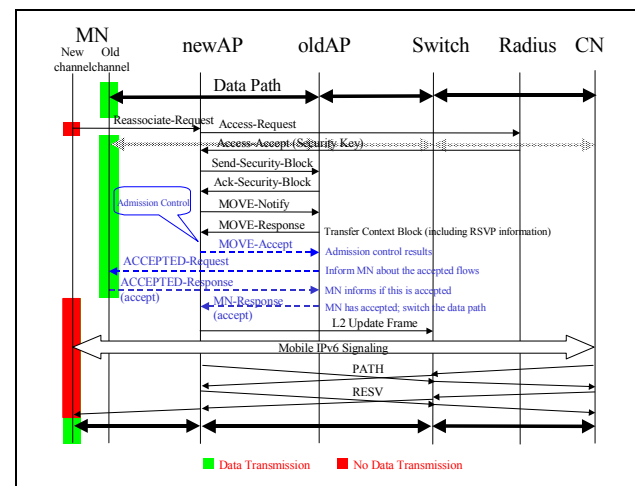 MN
New Old
channelchannel
newAP
oldAP
Switch
Radius
CN
Data Path
Reassociate-Request
Access-Request
Access-Accept (Security Key)
Send-Security-Block
Ack-Security-Block
Admission Control
MOVE-Notify
MOVE-Response
Transfer Context Block (including RSVP information)
MOVE-Accept
Admission control results
ACCEPTED-Request
Inform MN about the accepted flows
ACCEPTED-Response
(accept)
MN informs if this is accepted
MN-Response
(accept)
MN has accepted; switch the data path
L2 Update Frame
Mobile IPv6 Signaling
PATH
RESV
Data Transmission
No Data Transmission